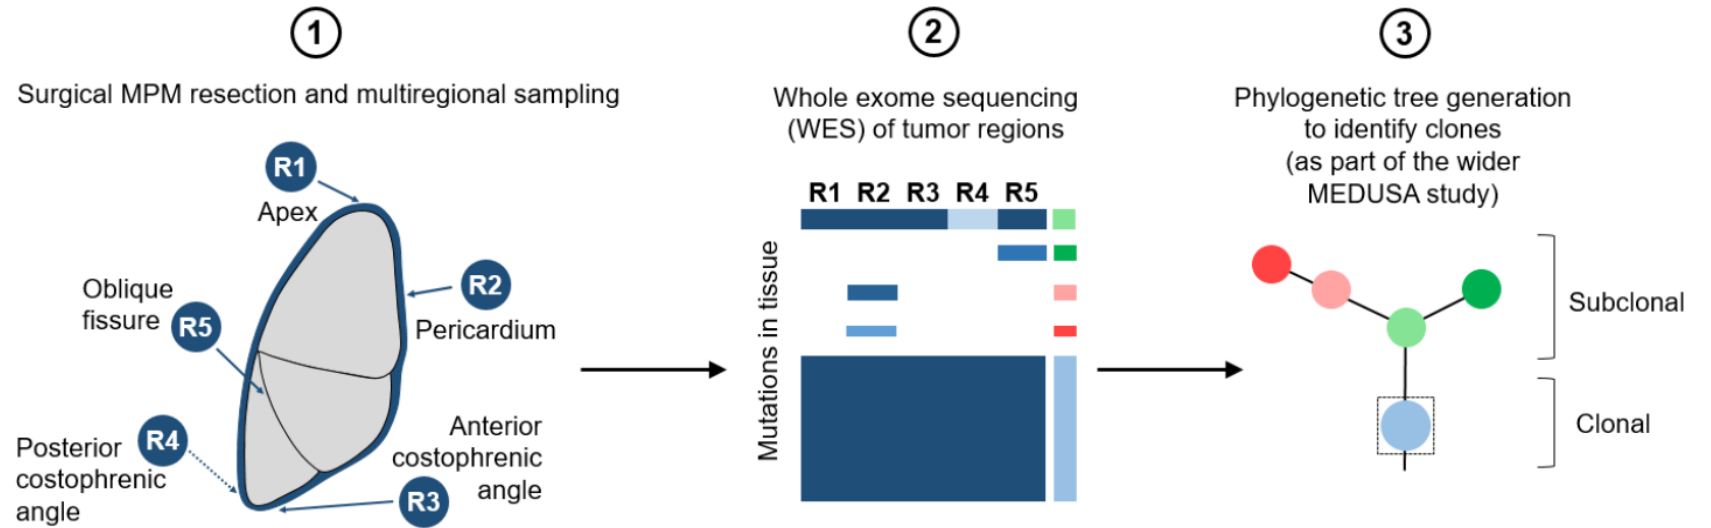 1
Surgical MPM resection and multiregional sampling
R1
Apex
R2
Pericardium
Oblique
fissure
R5
Posterior
costophrenic
angle
R4
Anterior
costophrenic
angle
R3
2
Whole exome sequencing
(WES) of tumor regions
R1 R2 R3 R4 R5
Mutations in tissue
3
Phylogenetic tree generation
to identify clones
(as part of the wider
MEDUSA study)
Subclonal
Clonal